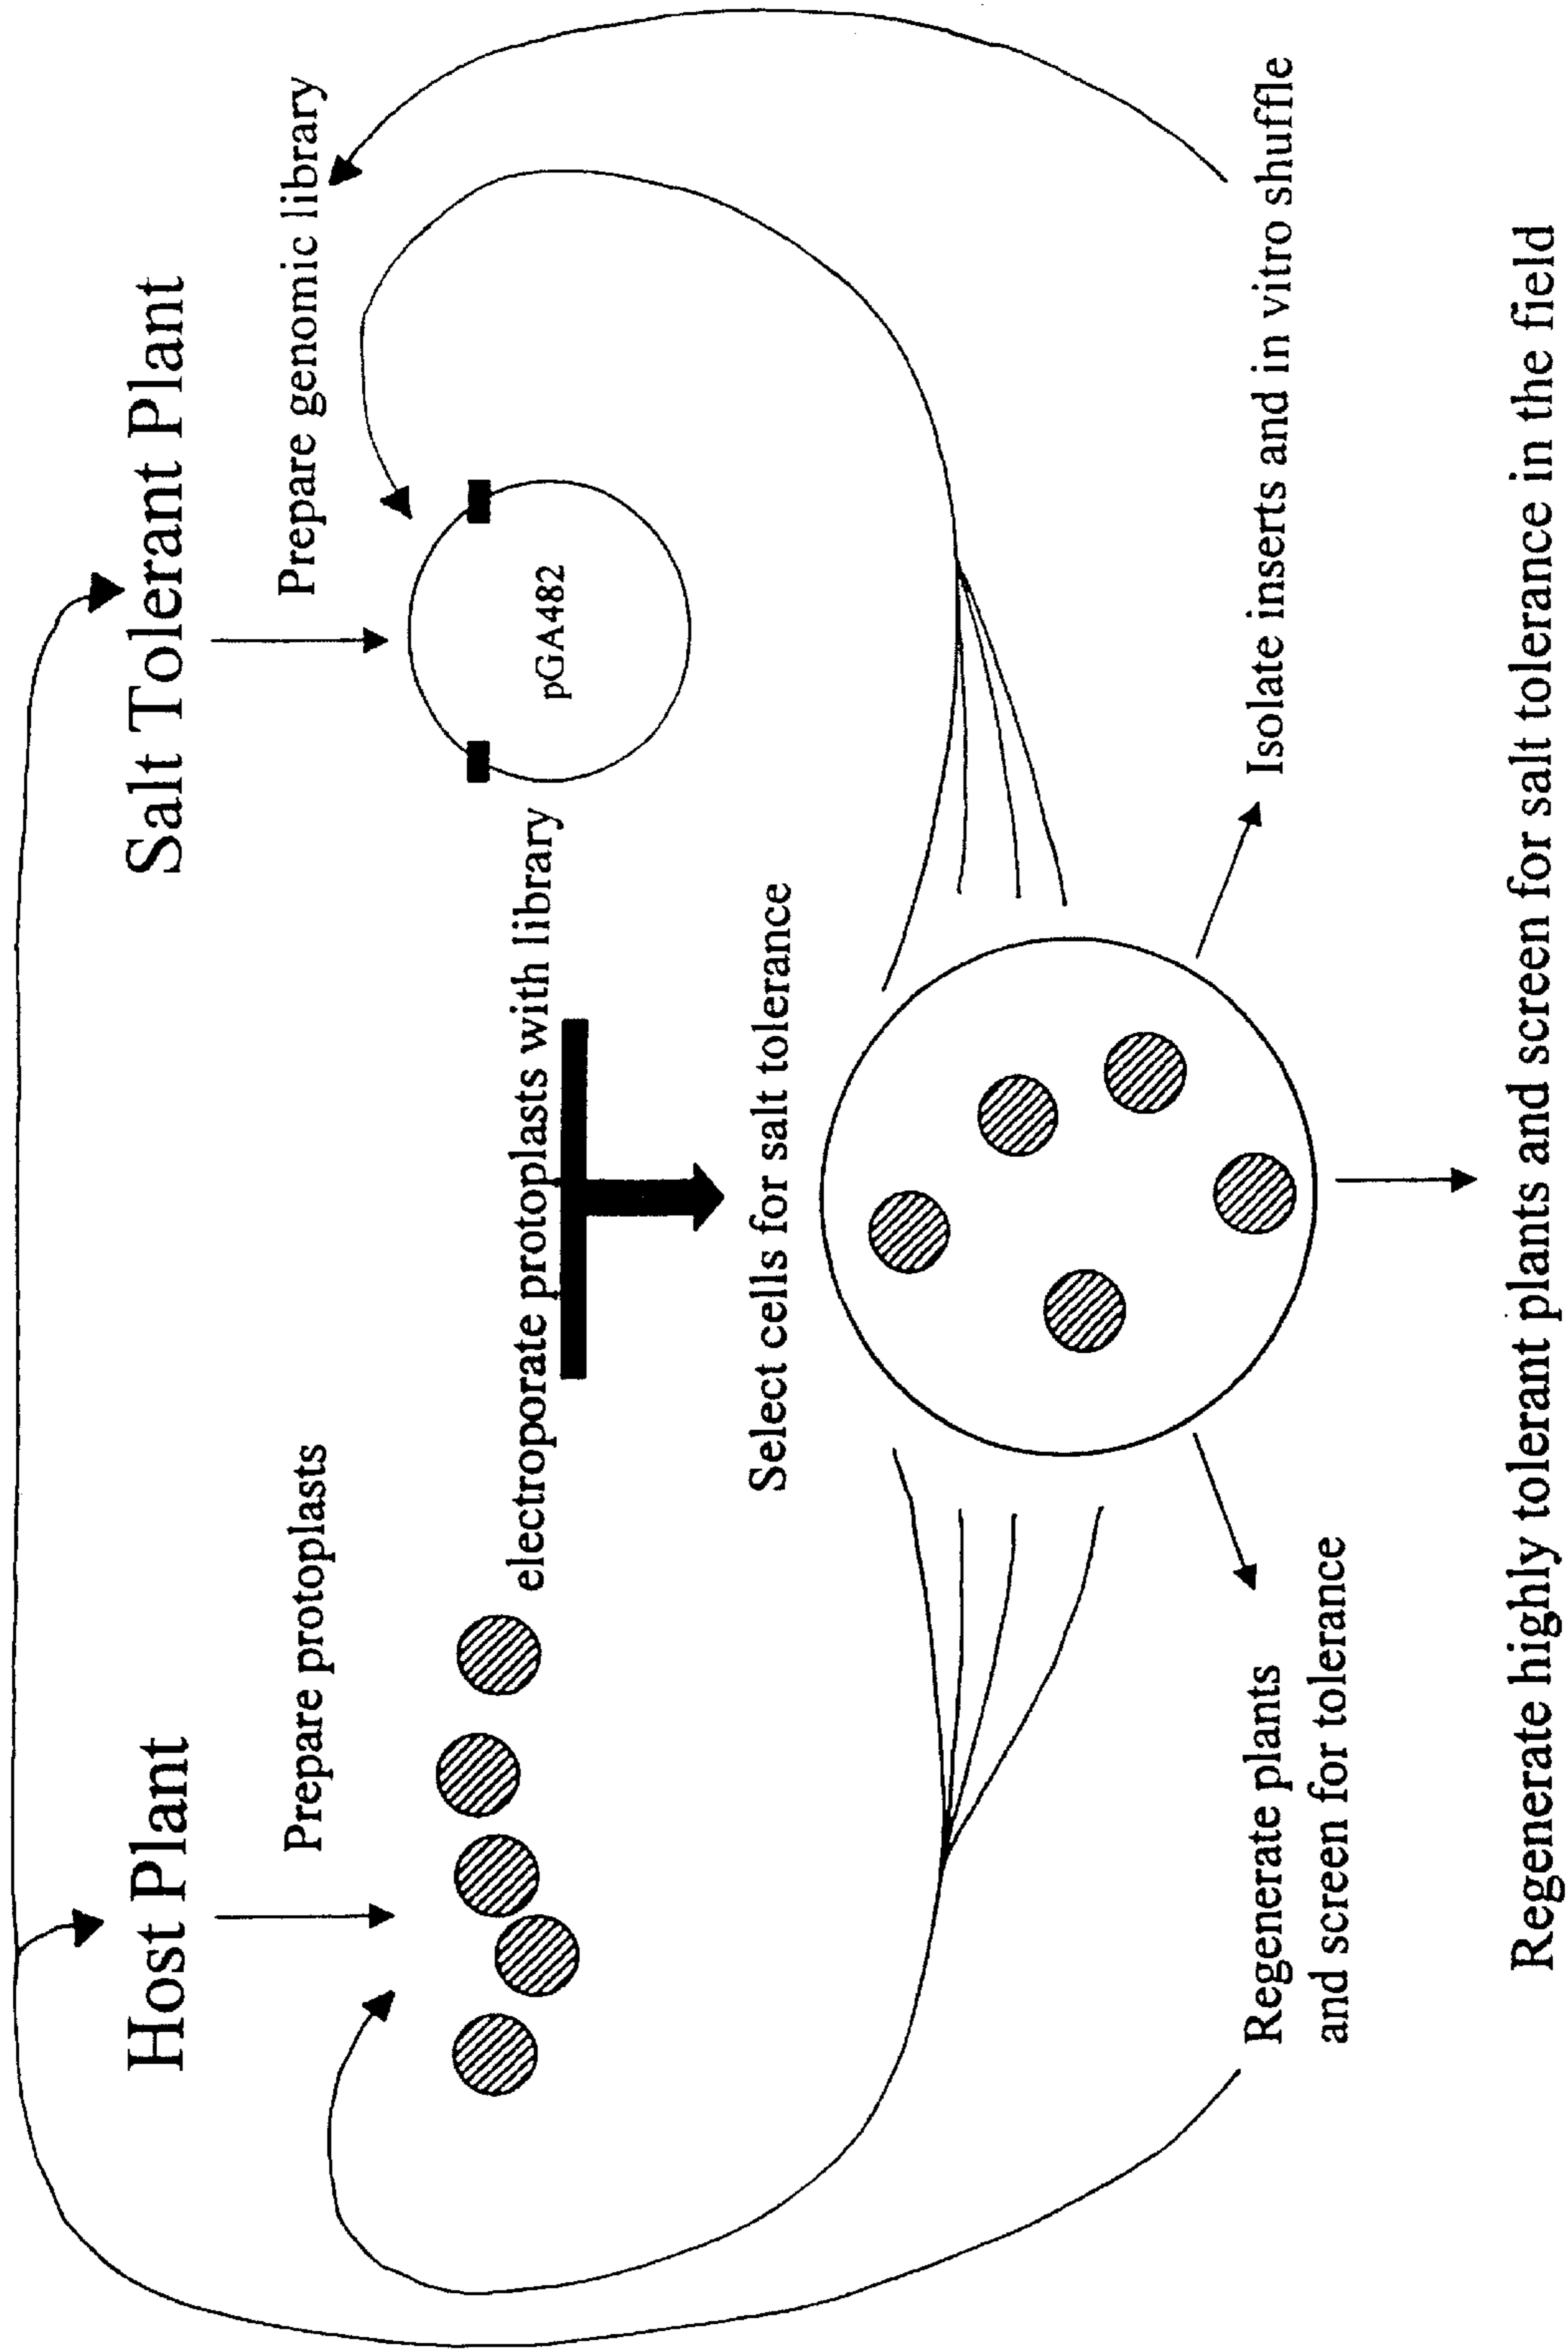 Host Plant
Salt Tolerant Plant
Prepare protoplasts
Prepare genomic library
electroporate protoplasts with library
pGA482
Select cells for salt tolerance
Regenerate plants
and screen for tolerance
Isolate inserts and in vitro shuffle
Regenerate highly tolerant plants and screen for salt tolerance in the field